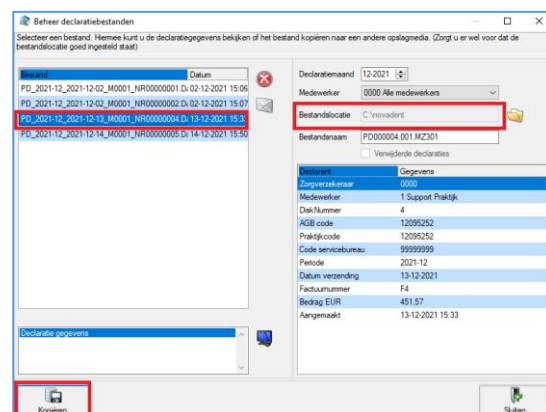 Beheer declaratiebestanden
Selecteer een bestand. Hiermee kunt u de declaratiegegevens bekijken of het bestand kopiëren naar een andere opslagmedia. (Zorgt u er wel voor dat de
bestandslocatie goed ingesteld staat)
Bestand Datum
PD_2021-12_2021-12-02_M0001_NR00000001.Da 02-12-2021 15:06
PD_2021-12_2021-12-02_M0001_NR00000002.Da 02-12-2021 15:07
PD_2021-12_2021-12-13_M0001_NR00000004.Da 13-12-2021 15:33
PD_2021-12_2021-12-14_M0001_NR00000005.Da 14-12-2021 15:50
Declaratie gegevens
Kopiëren
Declaratiemaand 12-2021
Medewerker 0000 Alle medewerkers
Bestandslocatie C:\novadent
Bestandsnaam PD000004.001.MZ301
Verwijderde declaraties
Declarant Gegevens
Zorgverzekeraar 0000
Medewerker 1 Support Praktijk
DiskNummer 4
AGB code 12095252
Praktijkcode 12095252
Code servicebureau 99999999
Periode 2021-12
Datum verzending 13-12-2021
Factuurnummer F4
Bedrag EUR 451,57
Aangemaakt 13-12-2021 15:33
Sluiten